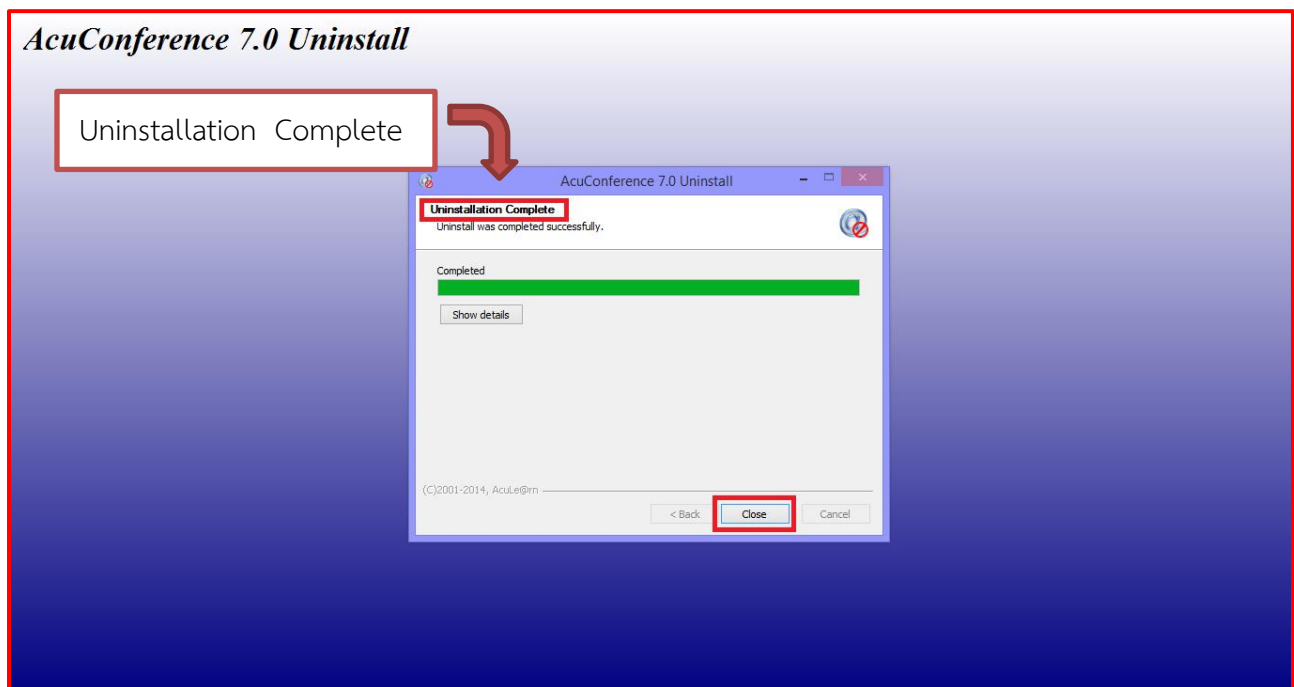 AcuConference 7.0 Uninstall
Uninstallation Complete
AcuConference 7.0 Uninstall
Uninstallation Complete
Uninstall was completed successfully.
Completed
Show details
(C)2001-2014, AcuLe@rn
< Back
Close
Cancel